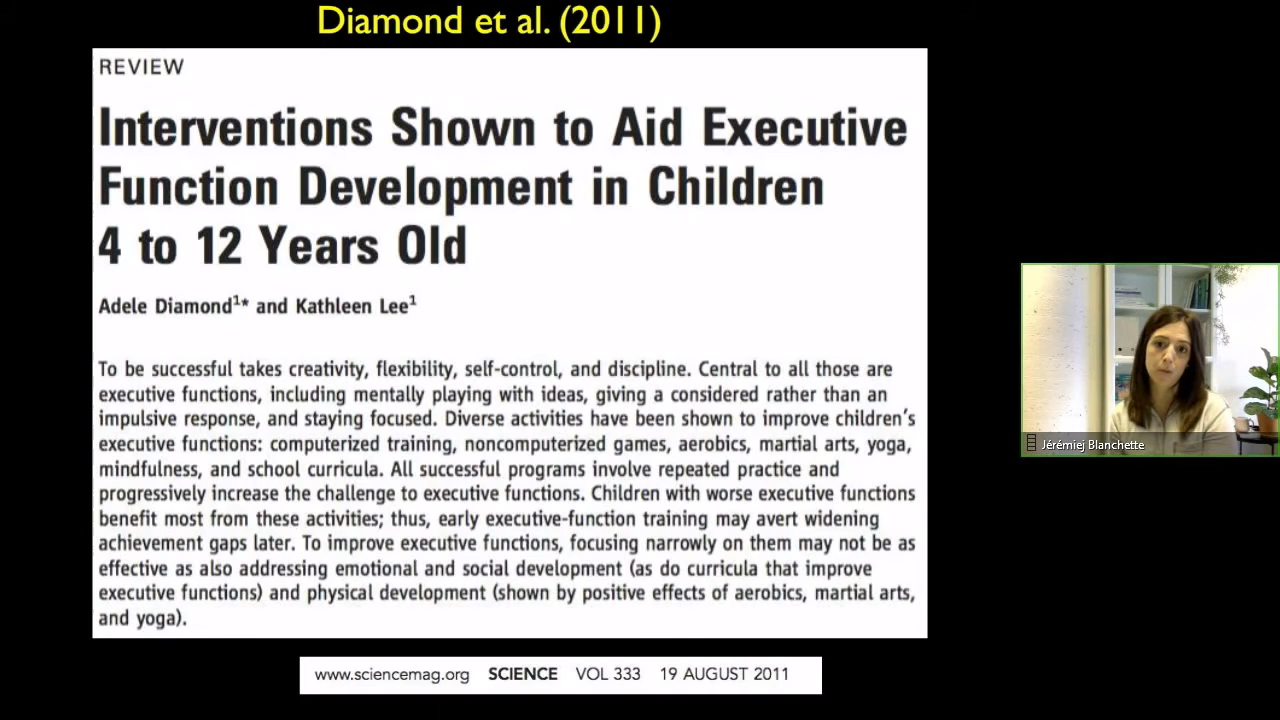 Diamond et al. (2011)
REVIEW
Interventions Shown to Aid Executive
Function Development in Children
4 to 12 Years Old
Adele Diamond¹* and Kathleen Lee¹
To be successful takes creativity, flexibility, self-control, and discipline. Central to all those are
executive functions, including mentally playing with ideas, giving a considered rather than an
impulsive response, and staying focused. Diverse activities have been shown to improve children's
executive functions: computerized training, noncomputerized games, aerobics, martial arts, yoga,
mindfulness, and school curricula. All successful programs involve repeated practice and
progressively increase the challenge to executive functions. Children with worse executive functions
benefit most from these activities; thus, early executive-function training may avert widening
achievement gaps later. To improve executive functions, focusing narrowly on them may not be as
effective as also addressing emotional and social development (as do curricula that improve
executive functions) and physical development (shown by positive effects of aerobics, martial arts,
and yoga).
www.sciencemag.org SCIENCE VOL 333 19 AUGUST 2011
Jérémiej Blanchette